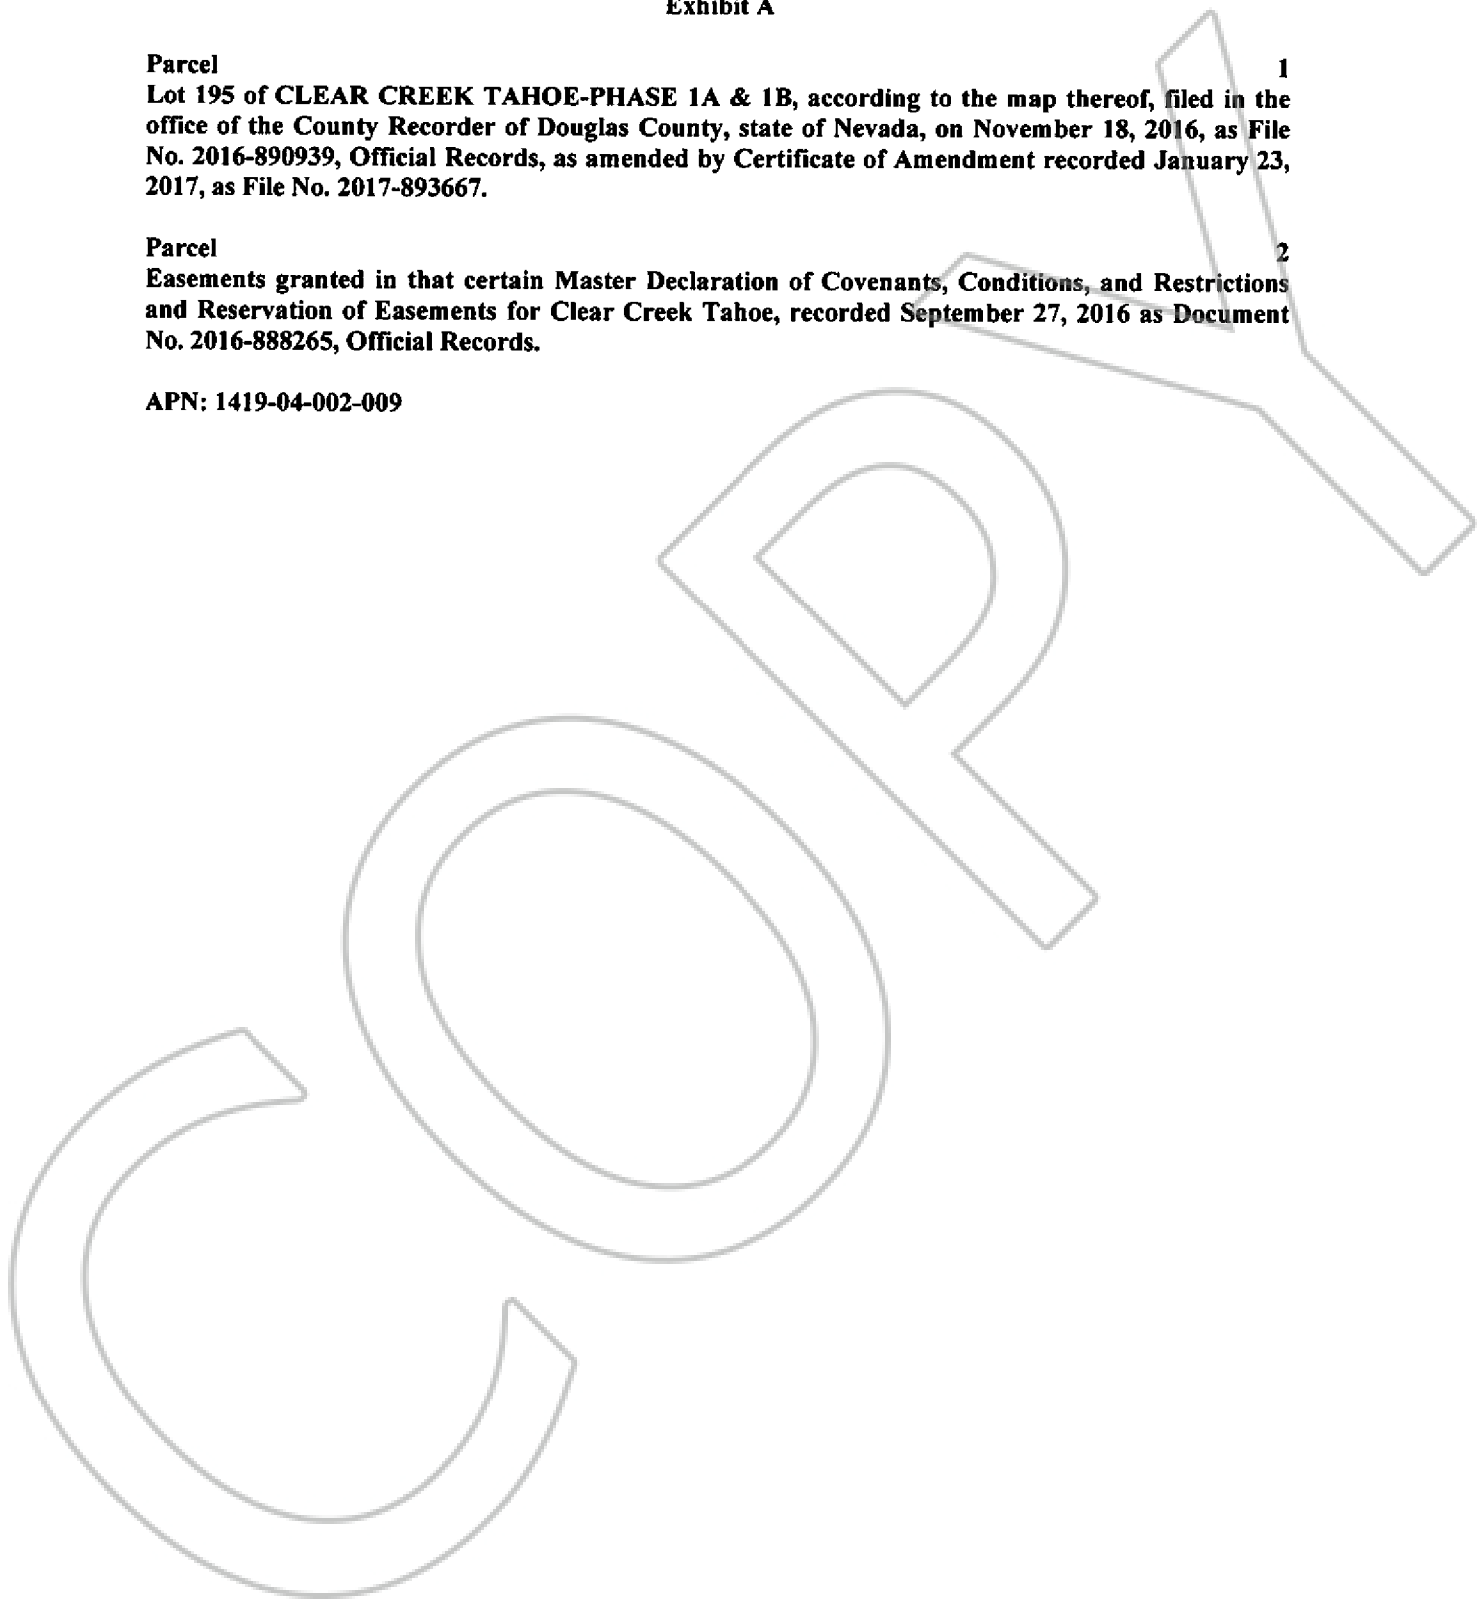 Exhibit A
Parcel 1
Lot 195 of CLEAR CREEK TAHOE-PHASE 1A & 1B, according to the map thereof, filed in the
office of the County Recorder of Douglas County, state of Nevada, on November 18, 2016, as File
No. 2016-890939, Official Records, as amended by Certificate of Amendment recorded January 23,
2017, as File No. 2017-893667.
Parcel 2
Easements granted in that certain Master Declaration of Covenants, Conditions, and Restrictions
and Reservation of Easements for Clear Creek Tahoe, recorded September 27, 2016 as Document
No. 2016-888265, Official Records.
APN: 1419-04-002-009
COPY